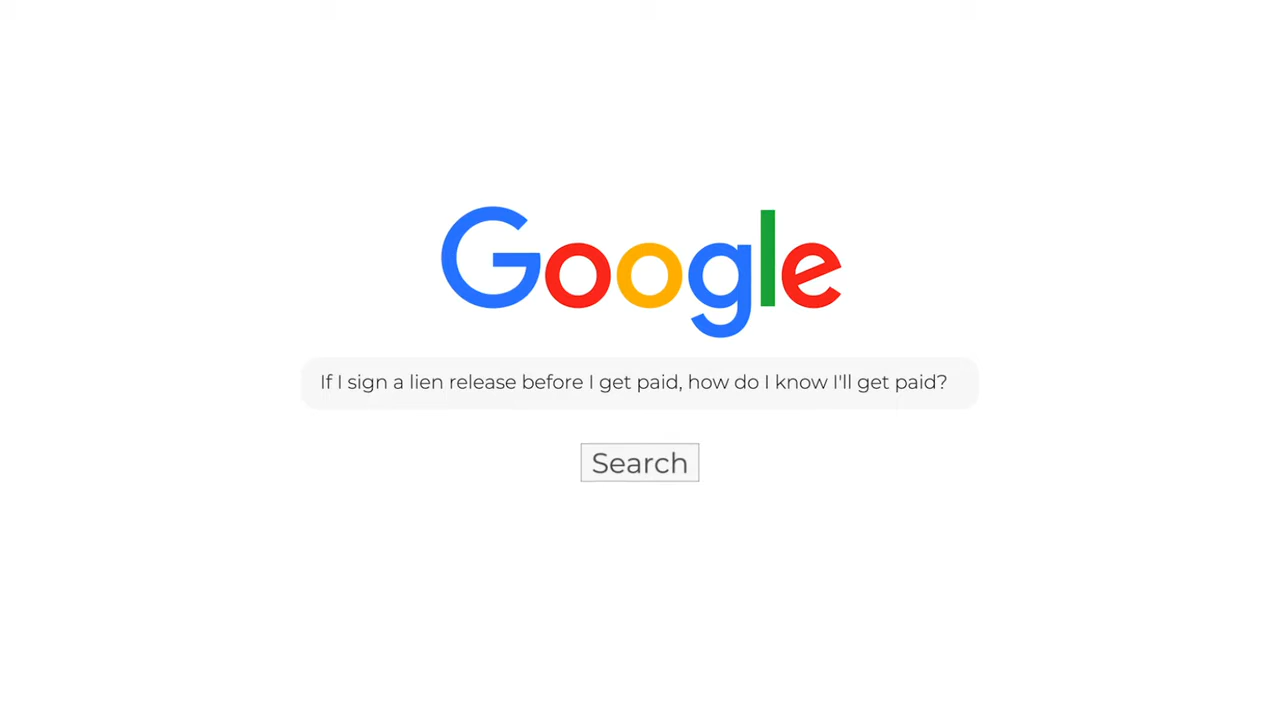 Google
If I sign a lien release before I get paid, how do I know I'll get paid?
Search